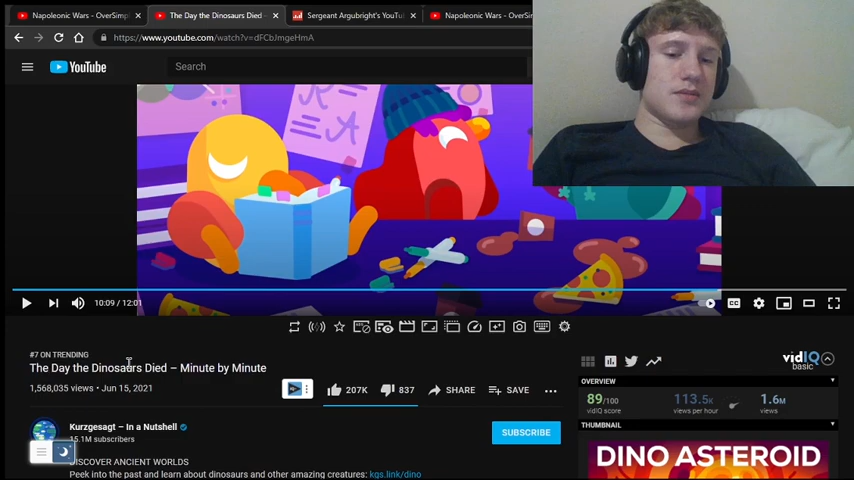 Napoleonic Wars - OverSimp
The Day the Dinosaurs Died –
Sergeant Argubright's YouTu
Napoleonic Wars - OverSi
https://www.youtube.com/watch?v=dFCbJmgeHmA
YouTube
Search
R
A
10:09 / 12:01
#7 ON TRENDING
The Day the Dinosaurs Died – Minute by Minute
1,568,035 views • Jun 15, 2021
207K
837
SHARE
SAVE
Kurzgesagt – In a Nutshell
15.1M subscribers
SUBSCRIBE
DISCOVER ANCIENT WORLDS
Peek into the past and learn about dinosaurs and other amazing creatures: kgs.link/dino
vidIQ
basic
OVERVIEW
89/100
vidIQ score
113.5K
views per hour
1.6M
views
THUMBNAIL
DINO ASTEROID